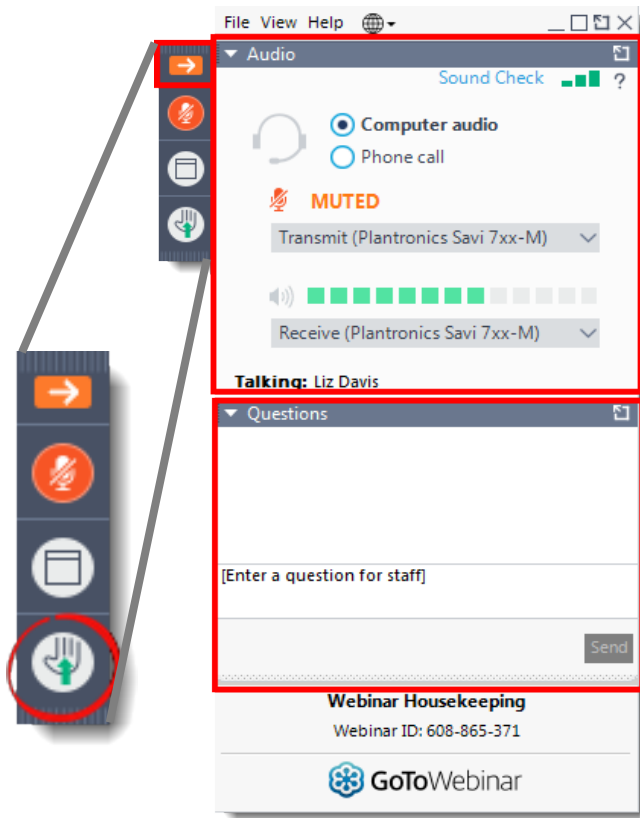 File View Help
Audio
Sound Check
?
Computer audio
Phone call
MUTED
Transmit (Plantronics Savi 7xx-M)
Receive (Plantronics Savi 7xx-M)
Talking: Liz Davis
Questions
[Enter a question for staff]
Send
Webinar Housekeeping
Webinar ID: 608-865-371
GoToWebinar